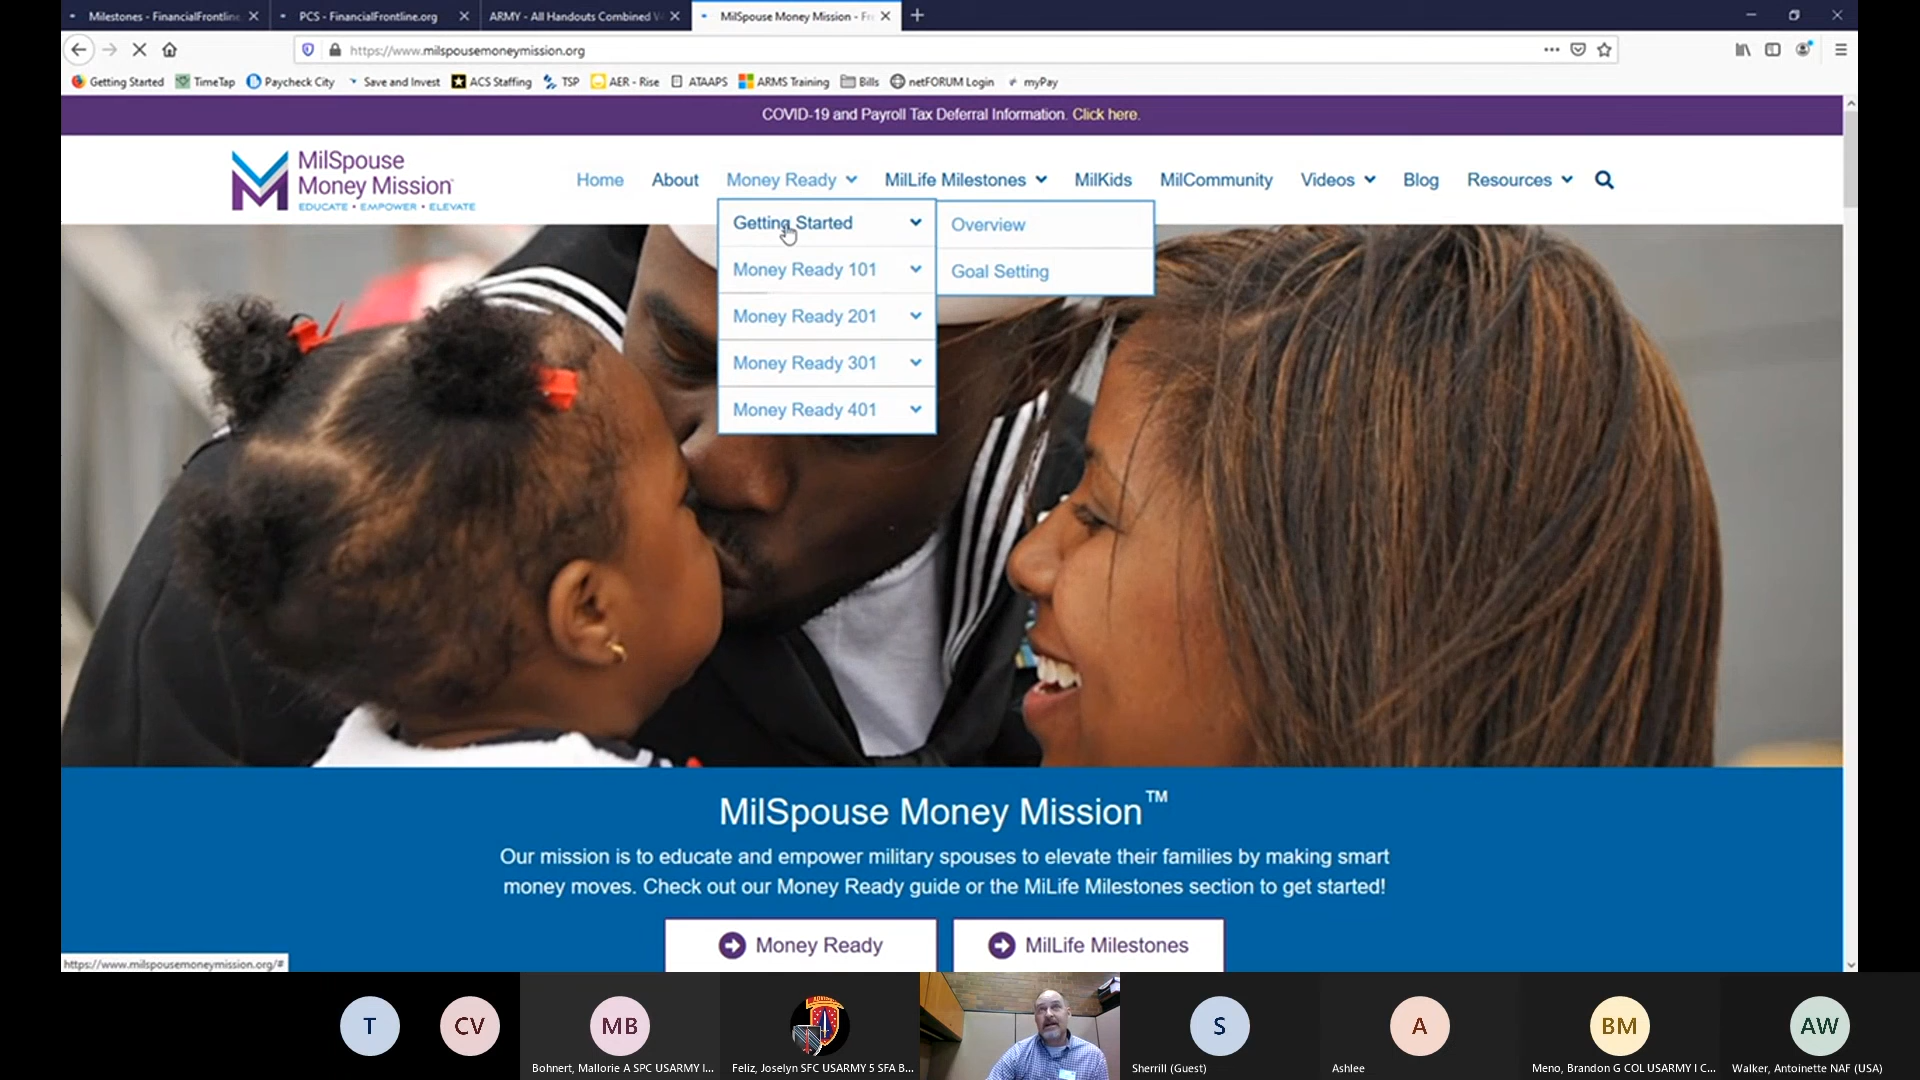 Milestones - FinancialFrontline.
PCS - FinancialFrontline.org
ARMY - All Handouts Combined V
MilSpouse Money Mission - Fr
https://www.milspousemoneymission.org
Getting Started
TimeTap
Paycheck City
Save and Invest
ACS Staffing
TSP
AER - Rise
ATAAPS
ARMS Training
Bills
netFORUM Login
myPay
COVID-19 and Payroll Tax Deferral Information. Click here.
MilSpouse
Money Mission
EDUCATE • EMPOWER • ELEVATE
Home
About
Money Ready
MilLife Milestones
MilKids
MilCommunity
Videos
Blog
Resources
Getting Started
Overview
Money Ready 101
Goal Setting
Money Ready 201
Money Ready 301
Money Ready 401
MilSpouse Money Mission™
Our mission is to educate and empower military spouses to elevate their families by making smart
money moves. Check out our Money Ready guide or the MiLife Milestones section to get started!
Money Ready
MilLife Milestones
https://www.milspousemoneymission.org/#
T
CV
MB
S
A
BM
AW
Bohnert, Mallorie A SPC USARMY I...
Feliz, Joselyn SFC USARMY 5 SFA B...
Sherrill (Guest)
Ashlee
Meno, Brandon G COL USARMY I C...
Walker, Antoinette NAF (USA)